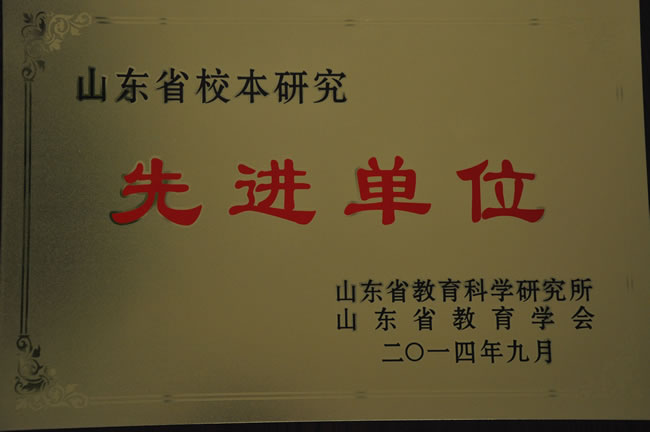 山东省校本研究
先进单位
山东省教育科学研究所
山东省教育学会
二〇一四年九月